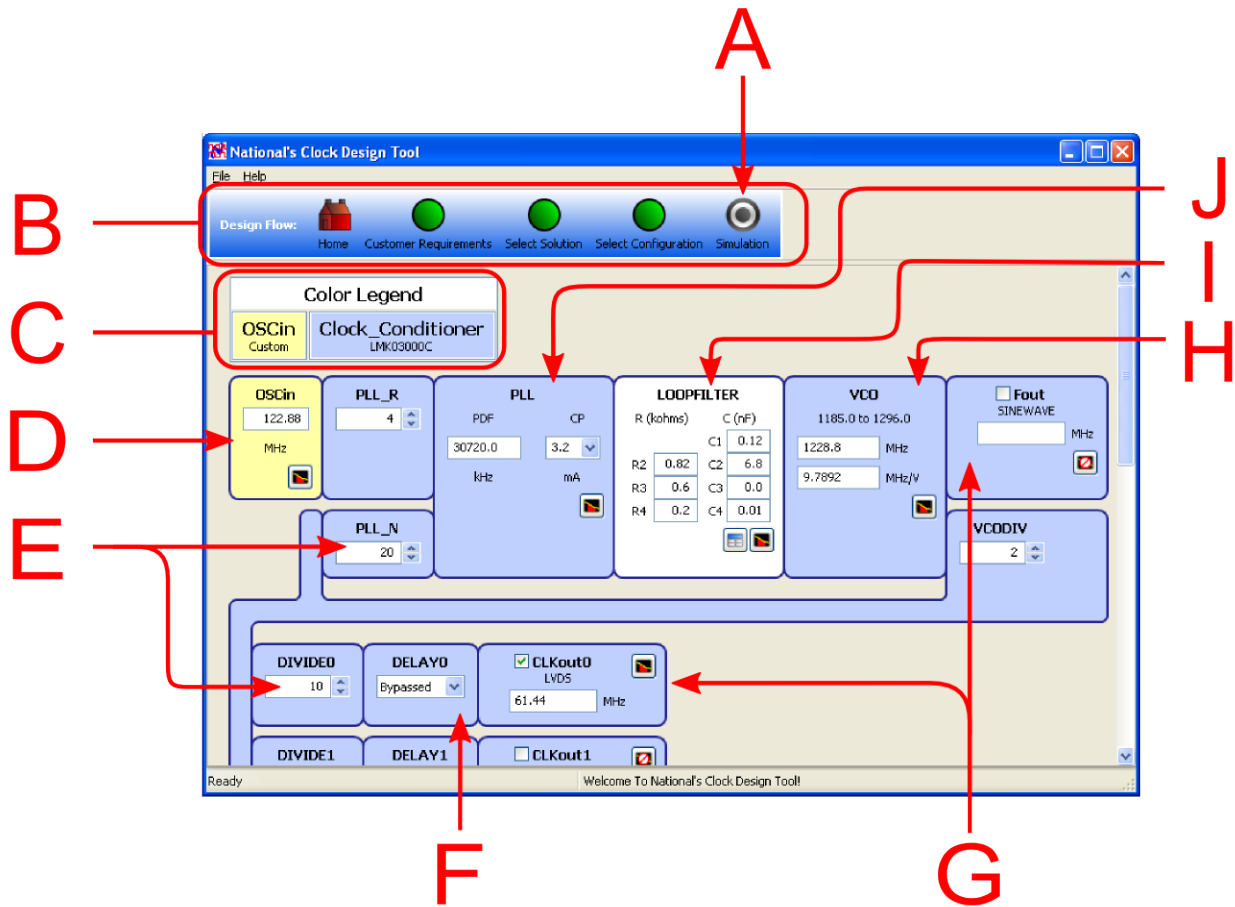 A
National's Clock Design Tool
File Help
B
Design Flow:
Home Customer Requirements Select Solution Select Configuration Simulation
J
I
H
C
Color Legend
OSCin
Custom
Clock_Conditioner
LMK03000C
D
OSCin
122.88
MHz
PLL_R
4
PLL
PDF CP
30720.0 3.2
kHz mA
LOOPFILTER
R (kohms) C (nF)
C1 0.12
R2 0.82 C2 6.8
R3 0.6 C3 0.0
R4 0.2 C4 0.01
VCO
1185.0 to 1296.0
1228.8 MHz
9.7892 MHz/V
Fout
SINEWAVE
MHz
E
PLL_N
20
VCODIV
2
DIVIDE0
10
DELAY0
Bypassed
CLKout0
LVDS
61.44 MHz
DIVIDE1 DELAY1 CLKout1
Ready Welcome To National's Clock Design Tool!
F
G